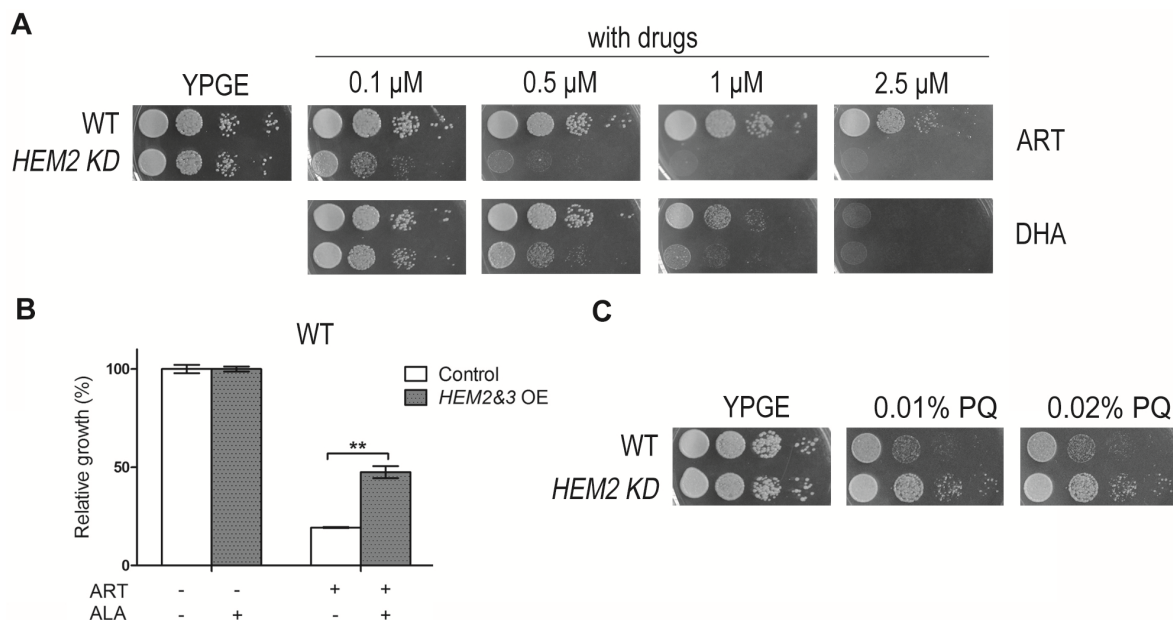 A
with drugs
YPGE 0.1 µM 0.5 µM 1 µM 2.5 µM
WT
HEM2 KD
ART
DHA
B
WT
Relative growth (%)
100
50
0
Control
HEM2&3 OE
**
ART - - + +
ALA - + - +
C
YPGE 0.01% PQ 0.02% PQ
WT
HEM2 KD